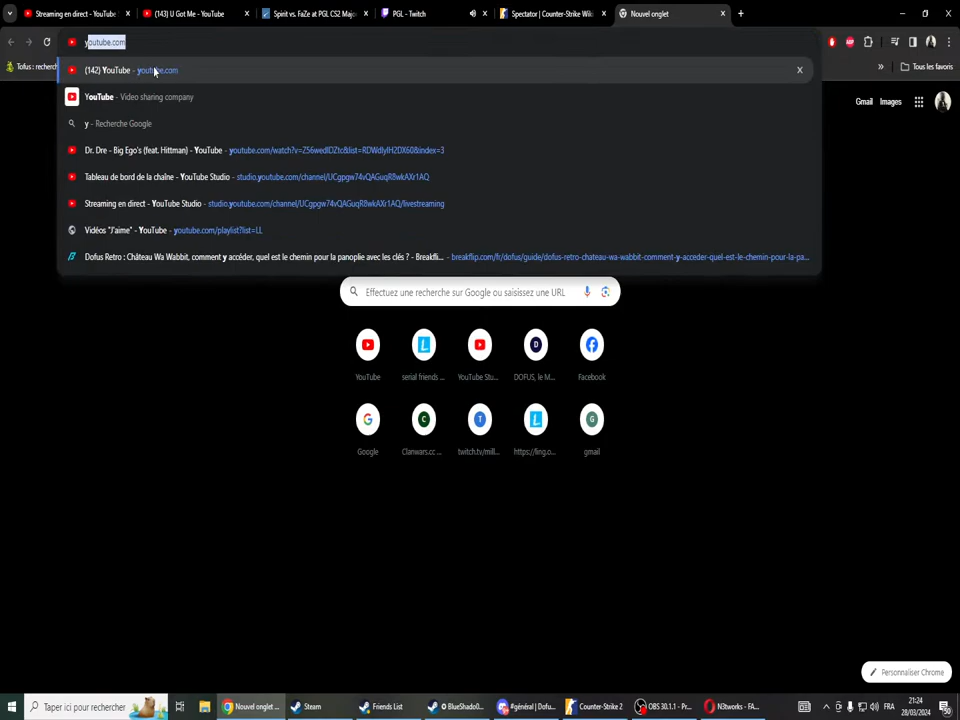 Streaming en direct - YouTube
(143) U Got Me - YouTube
Spirit vs. FaZe at PGL CS2 Majo
PGL - Twitch
Spectator | Counter-Strike Wiki
Nouvel onglet
youtube.com
Tofus : recherch
Tous les favoris
(142) YouTube - youtube.com
YouTube - Video sharing company
y - Recherche Google
Dr. Dre - Big Ego's (feat. Hittman) - YouTube - youtube.com/watch?v=Z56wedlDZtc&list=RDWdlylH2DX60&index=3
Tableau de bord de la chaîne - YouTube Studio - studio.youtube.com/channel/UCgpgw74vQAGuqR8wkAXr1AQ
Streaming en direct - YouTube Studio - studio.youtube.com/channel/UCgpgw74vQAGuqR8wkAXr1AQ/livestreaming
Vidéos "J'aime" - YouTube - youtube.com/playlist?list=LL
Dofus Retro : Château Wa Wabbit, comment y accéder, quel est le chemin pour la panoplie avec les clés ? - Breakfli... - breakflip.com/fr/dofus/guide/dofus-retro-chateau-wa-wabbit-comment-y-acceder-quel-est-le-chemin-pour-la-pa...
Gmail Images
Effectuez une recherche sur Google ou saisissez une URL
YouTube serial friends ... YouTube Stu... DOFUS, le M... Facebook
Google Clanwars.cc ... twitch.tv/mill... https://ling.o... gmail
Personnaliser Chrome
Taper ici pour rechercher
Nouvel onglet ...
Steam
Friends List
#général | Dofu...
Counter-Strike 2
OBS 30.1.1 - Pr...
N3tworks - FA...
FRA
21:24
28/03/2024